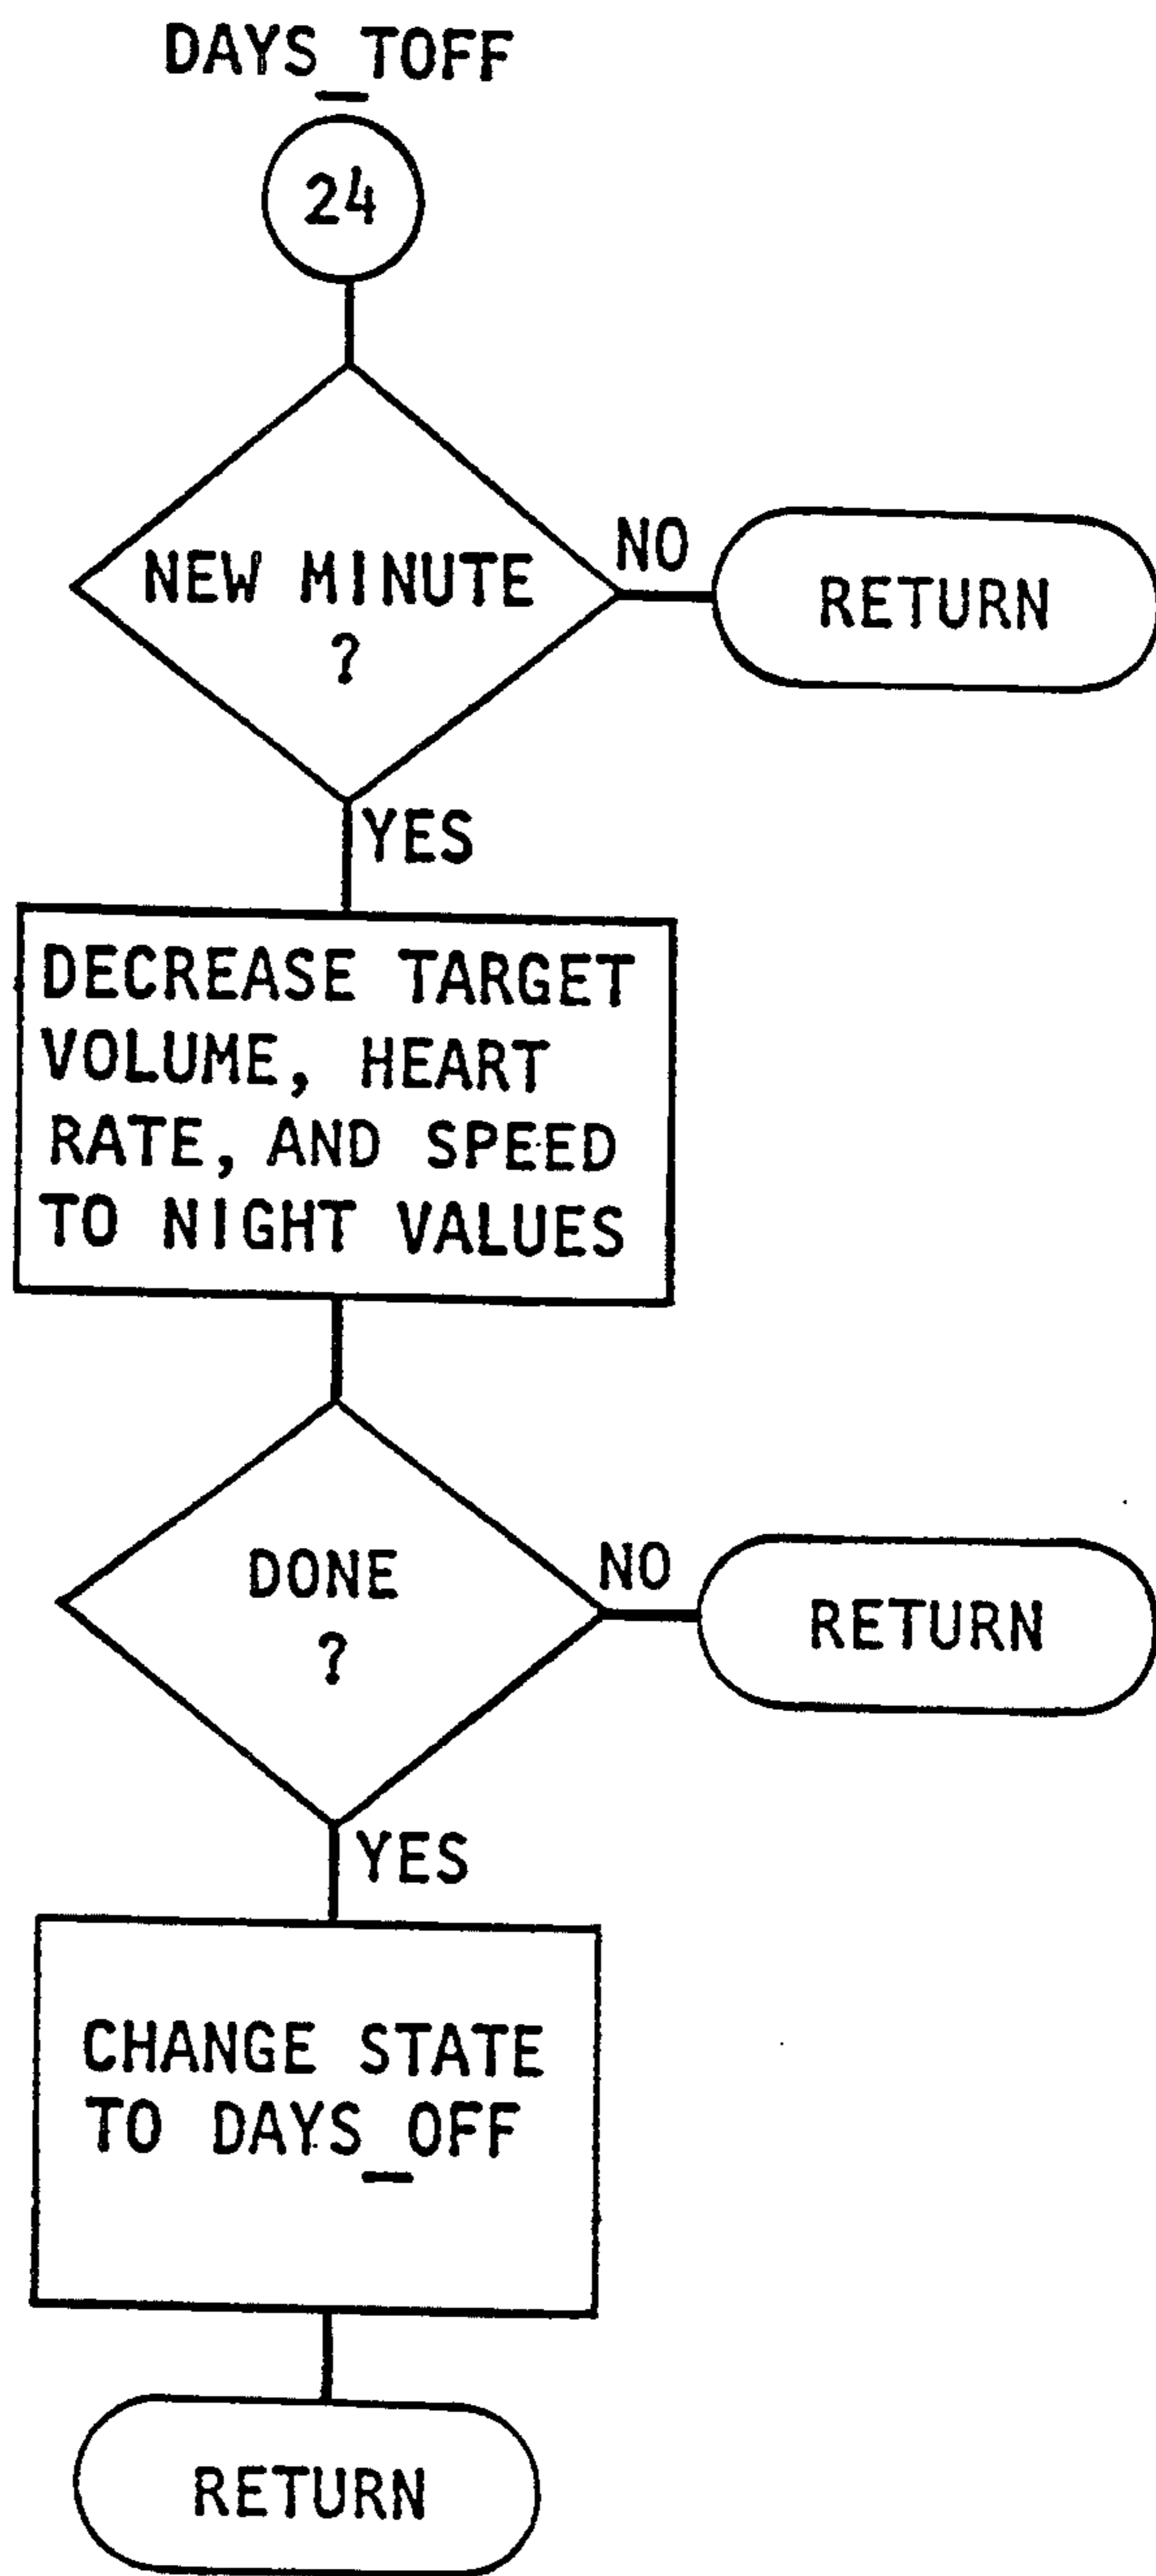 DAYS_TOFF
24
NEW MINUTE
?
NO
RETURN
YES
DECREASE TARGET
VOLUME, HEART
RATE, AND SPEED
TO NIGHT VALUES
DONE
?
NO
RETURN
YES
CHANGE STATE
TO DAYS_OFF
RETURN